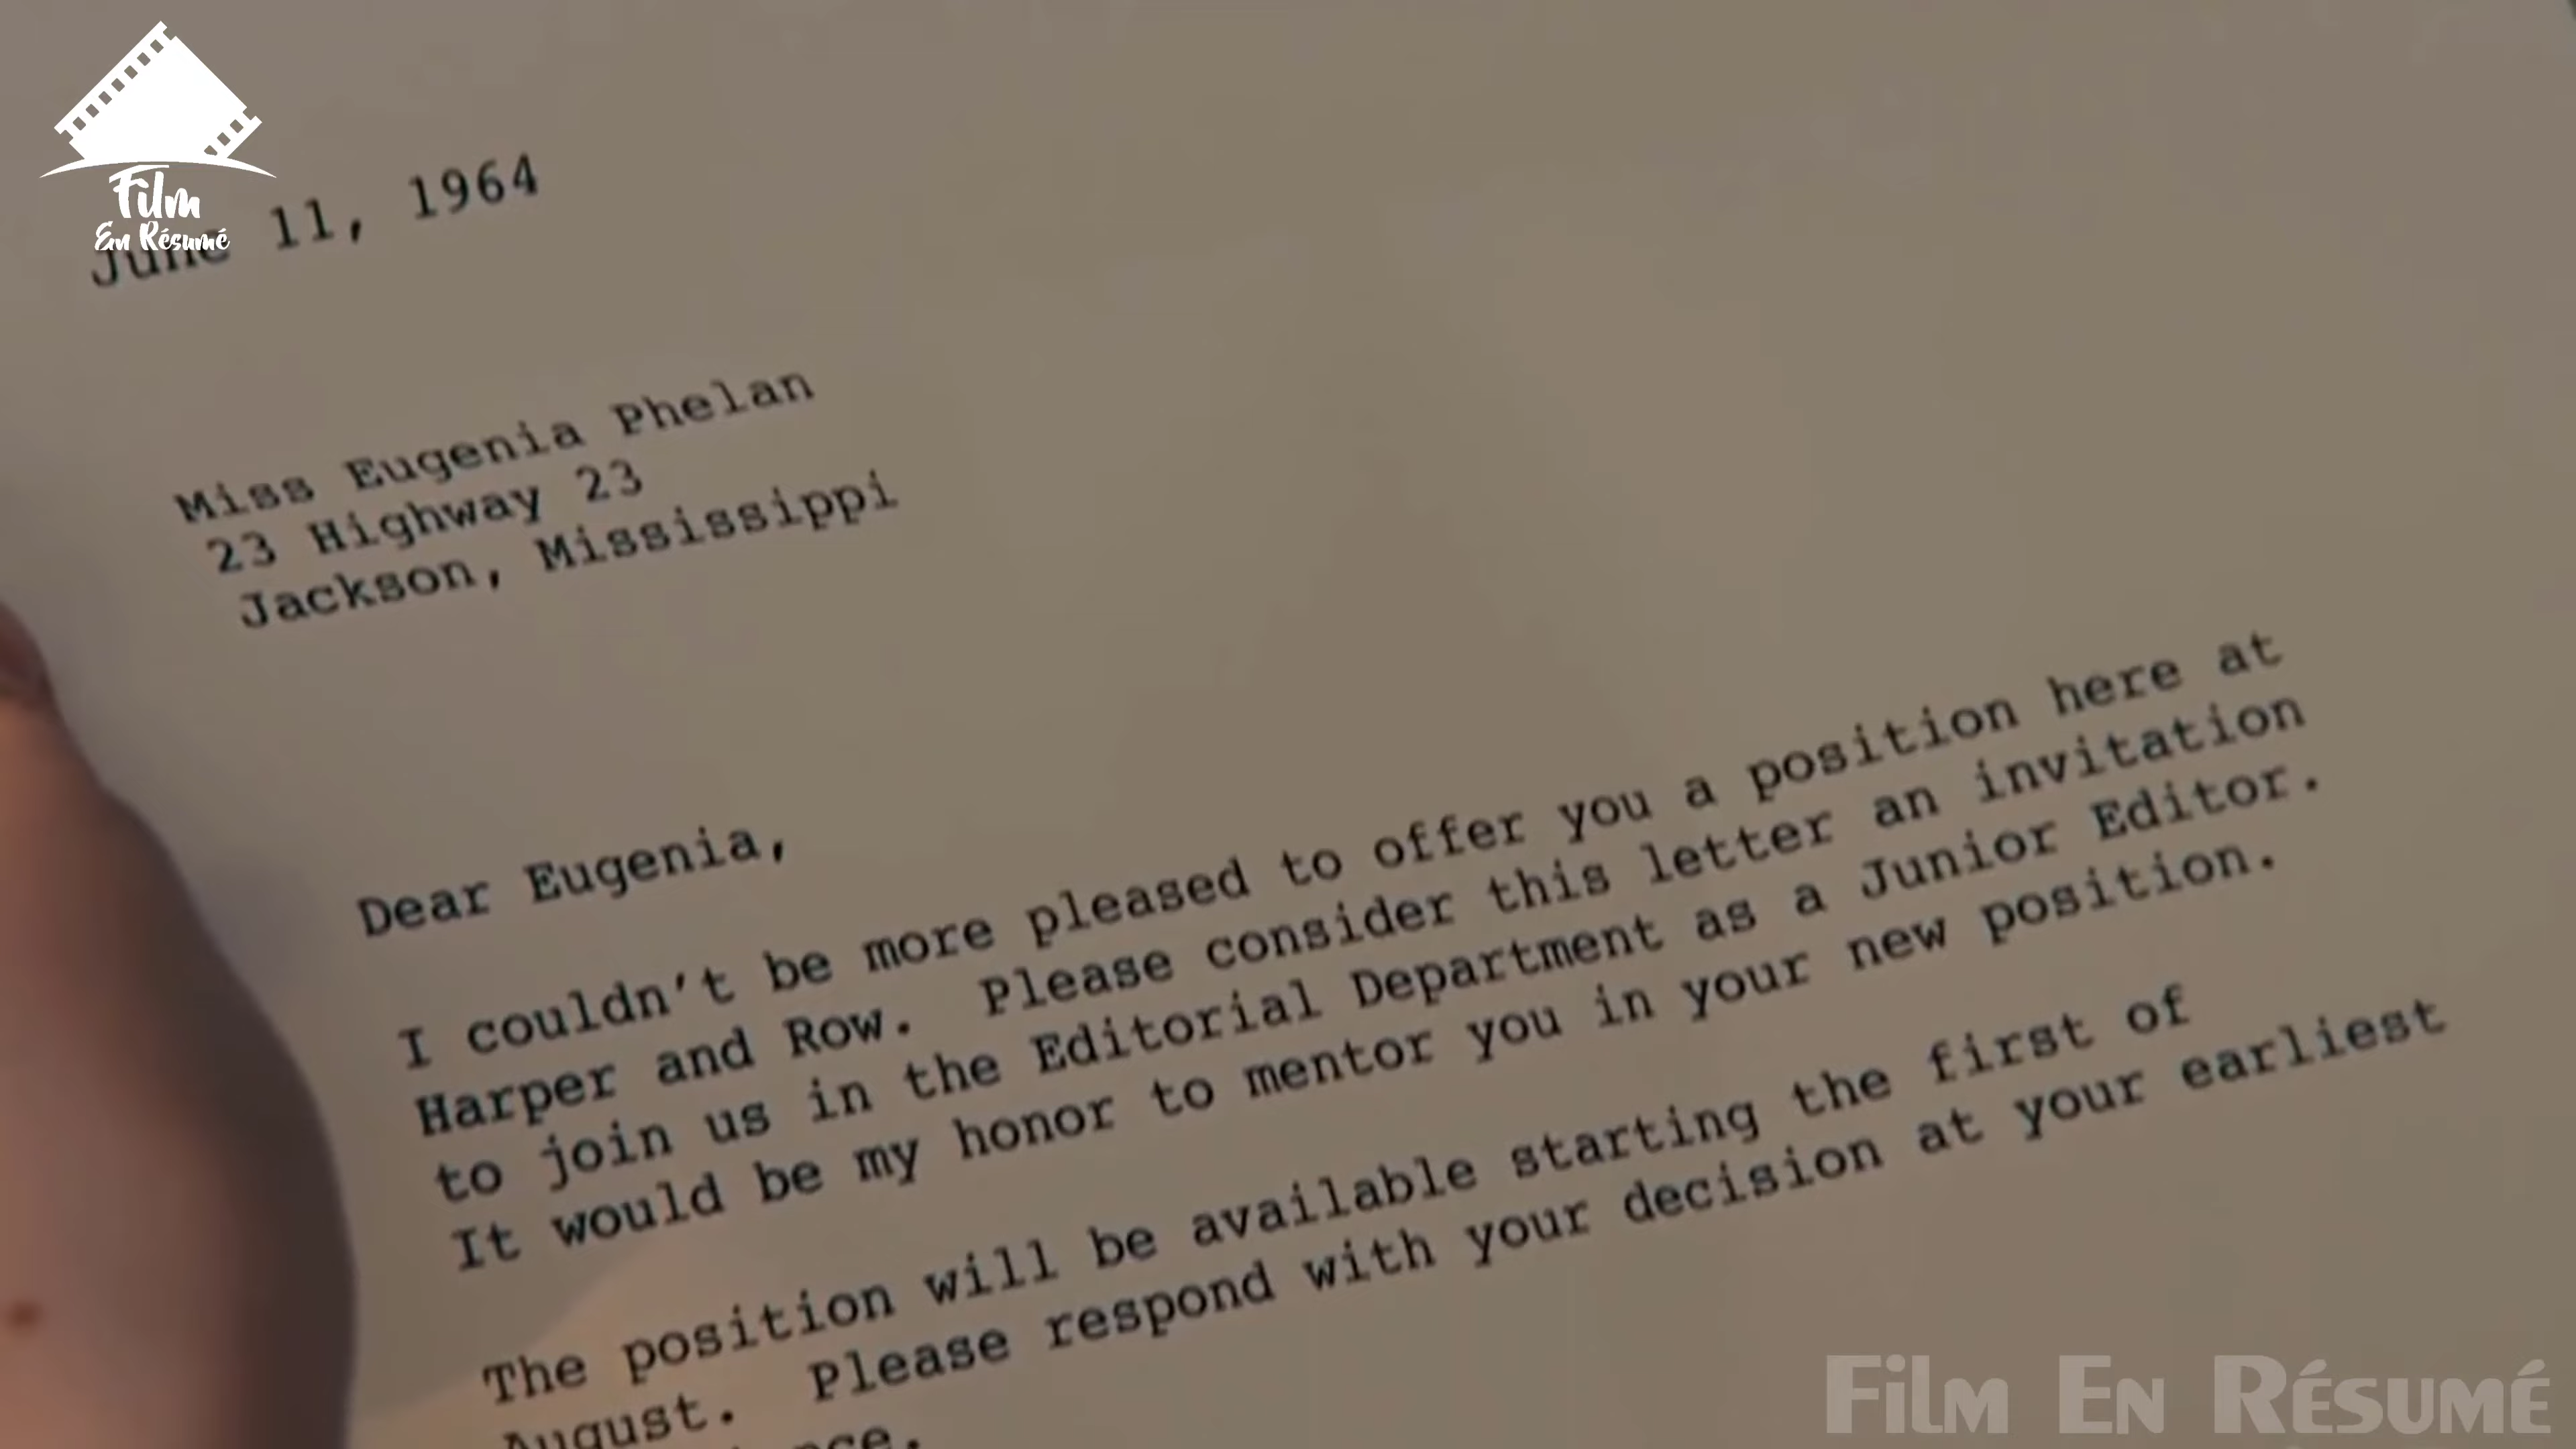 Film
En Résumé
June 11, 1964
Miss Eugenia Phelan
23 Highway 23
Jackson, Mississippi
Dear Eugenia,
I couldn't be more pleased to offer you a position here at
Harper and Row. Please consider this letter an invitation
to join us in the Editorial Department as a Junior Editor.
It would be my honor to mentor you in your new position.
The position will be available starting the first of
August. Please respond with your decision at your earliest
Film En Résumé